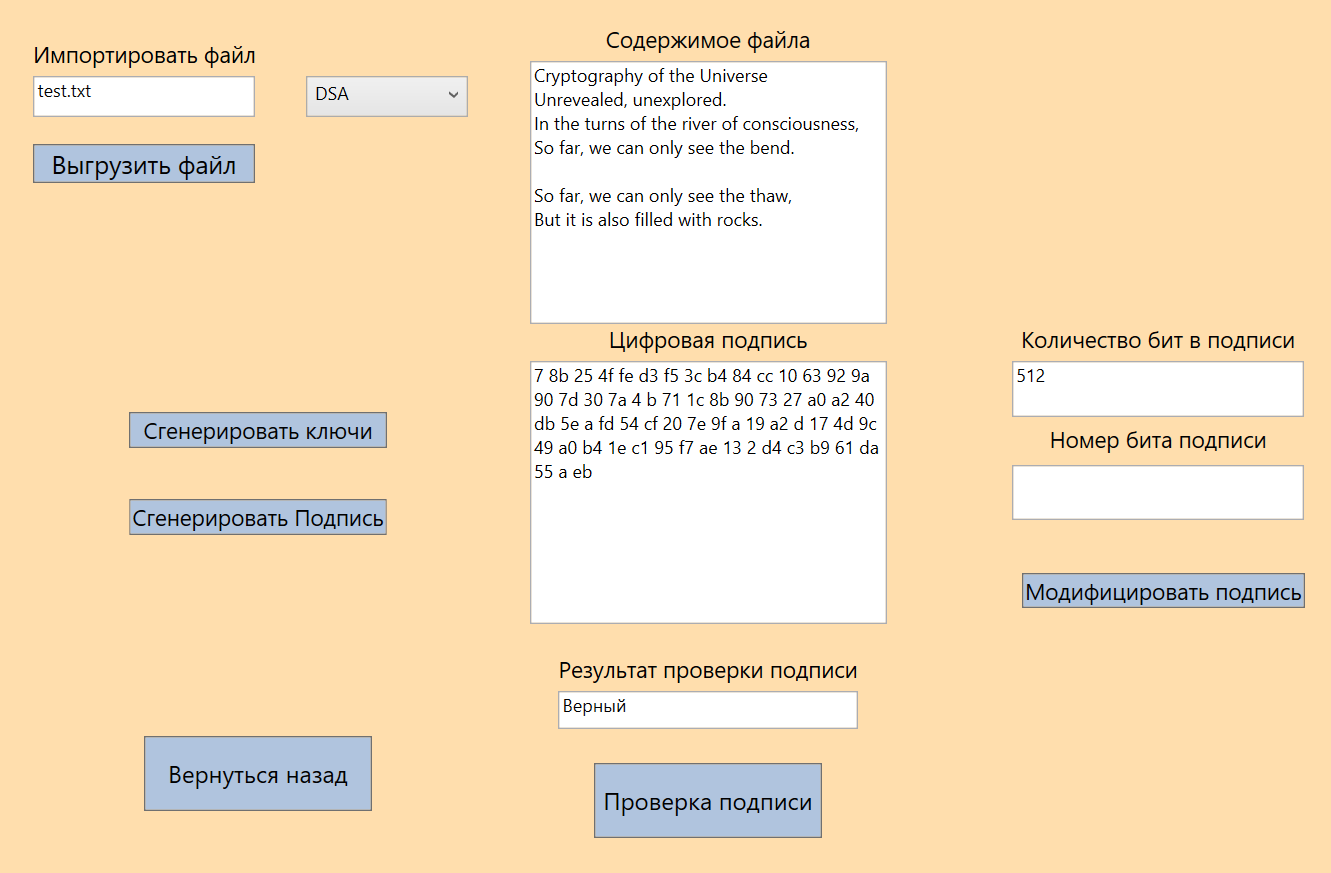 Импортировать файл
test.txt
DSA
Выгрузить файл
Содержимое файла
Cryptography of the Universe
Unrevealed, unexplored.
In the turns of the river of consciousness,
So far, we can only see the bend.
So far, we can only see the thaw,
But it is also filled with rocks.
Цифровая подпись
7 8b 25 4f fe d3 f5 3c b4 84 cc 10 63 92 9a
90 7d 30 7a 4 b 71 1c 8b 90 73 27 a0 a2 40
db 5e a fd 54 cf 20 7e 9f a 19 a2 d 17 4d 9c
49 a0 b4 1e c1 95 f7 ae 13 2 d4 c3 b9 61 da
55 a eb
Количество бит в подписи
512
Номер бита подписи
Модифицировать подпись
Сгенерировать ключи
Сгенерировать Подпись
Результат проверки подписи
Верный
Вернуться назад
Проверка подписи